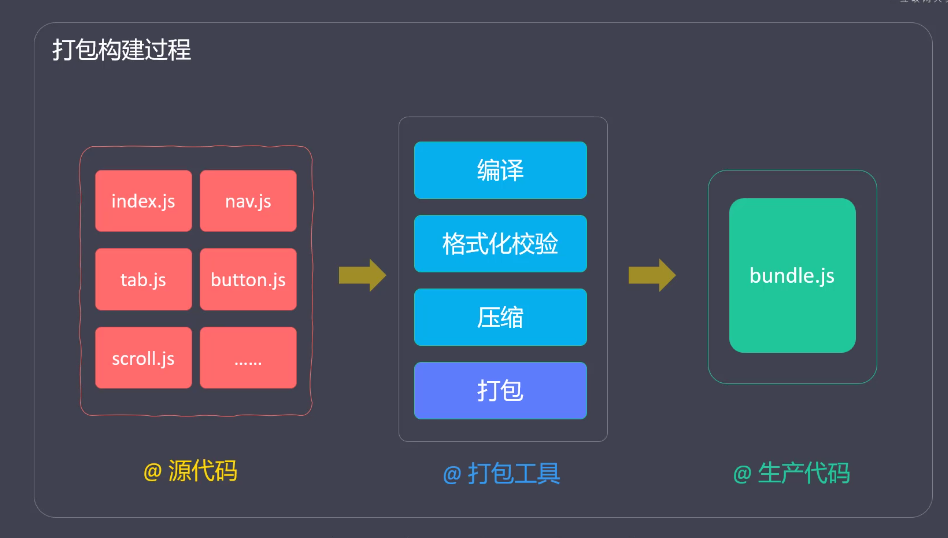 打包构建过程
index.js
nav.js
tab.js
button.js
scroll.js
......
编译
格式化校验
压缩
打包
bundle.js
@ 源代码
@ 打包工具
@ 生产代码